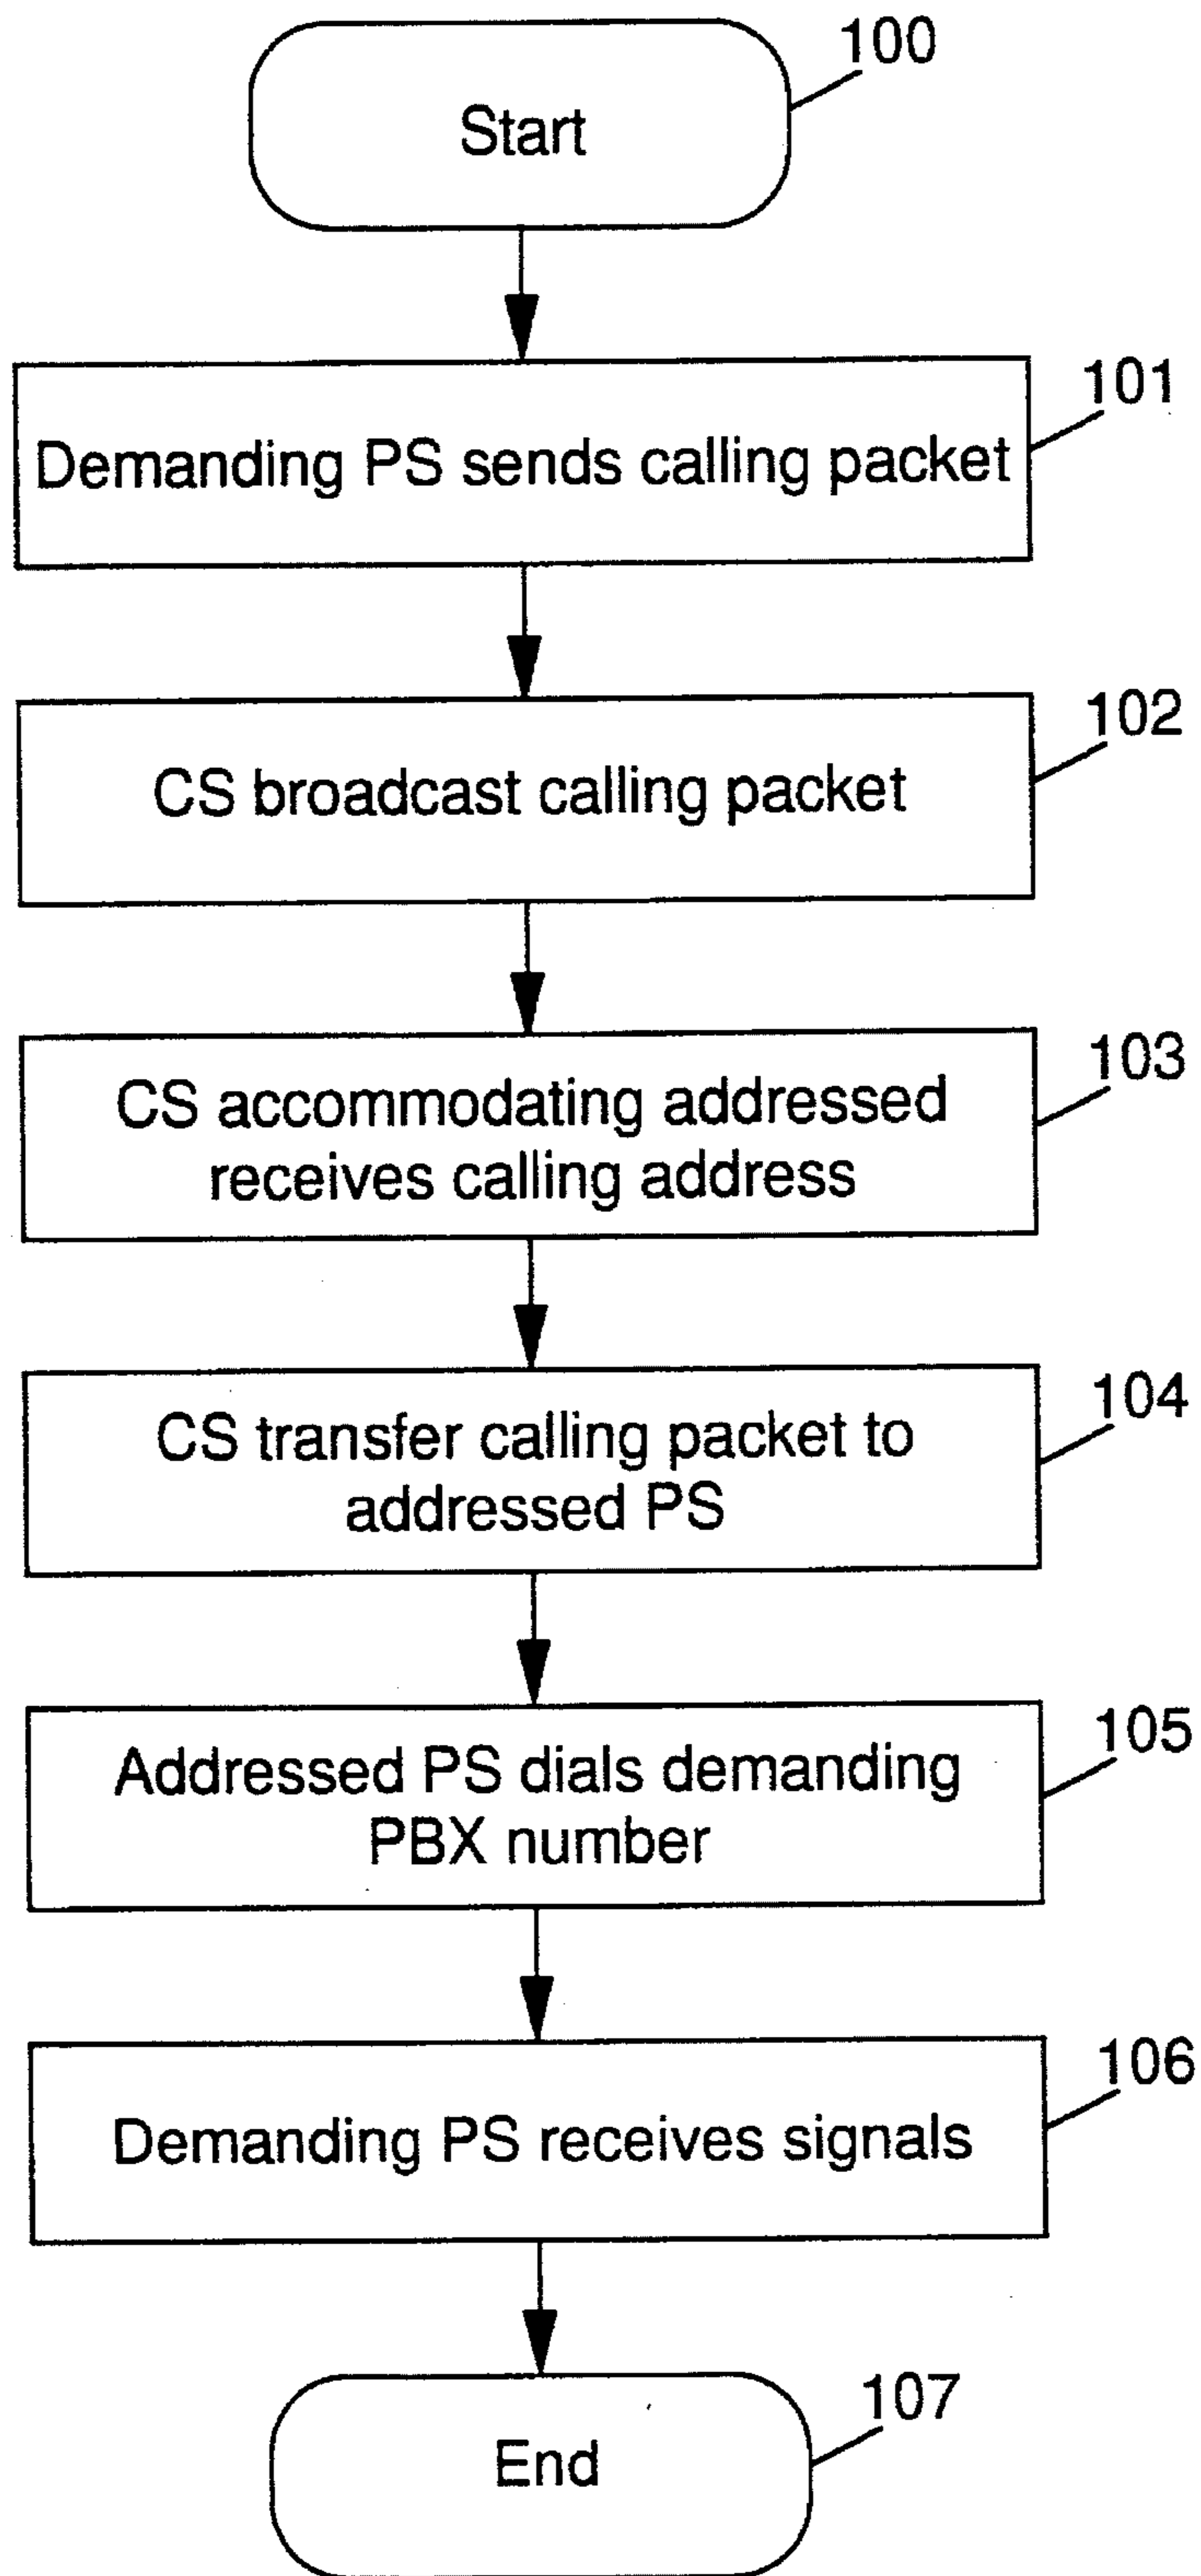 100
Start
101
Demanding PS sends calling packet
102
CS broadcast calling packet
103
CS accommodating addressed
receives calling address
104
CS transfer calling packet to
addressed PS
105
Addressed PS dials demanding
PBX number
106
Demanding PS receives signals
107
End